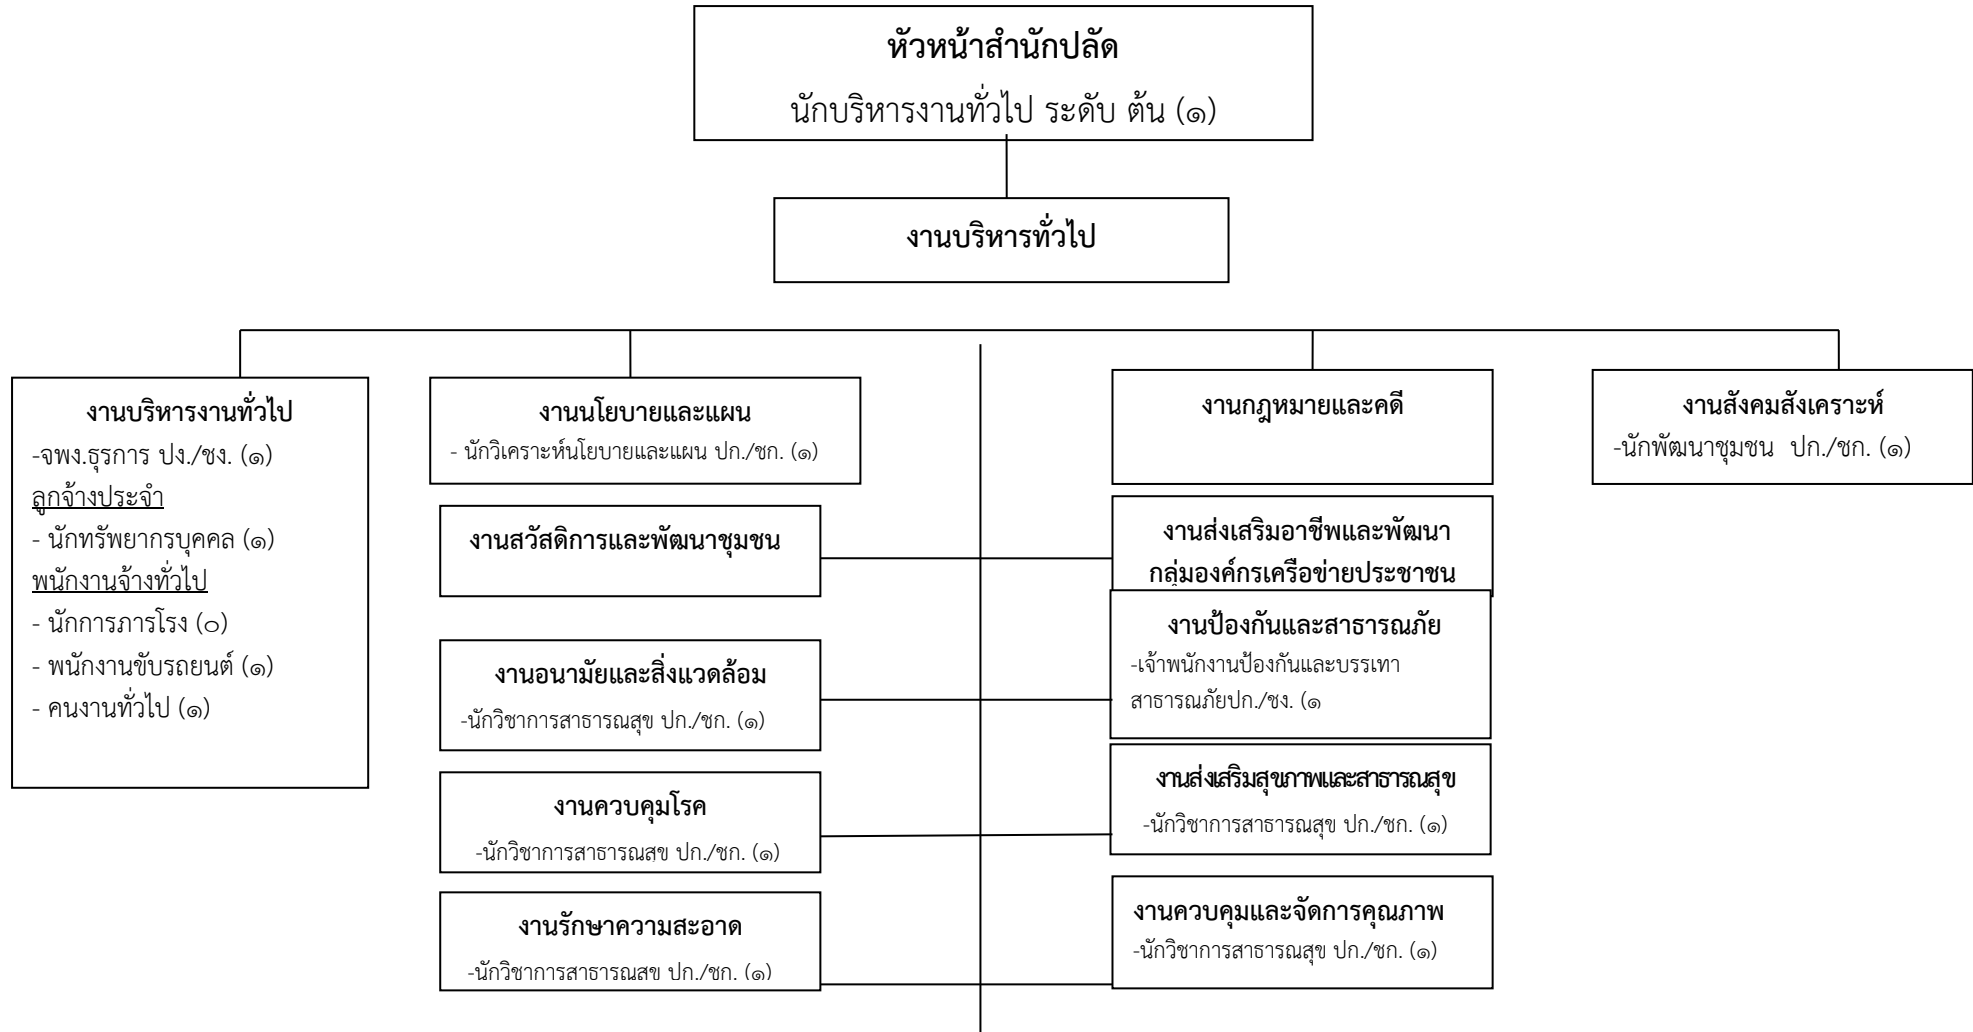 หัวหน้าสำนักปลัด
นักบริหารงานทั่วไป ระดับ ต้น (๑)
งานบริหารทั่วไป
งานบริหารงานทั่วไป
-จพง.ธุรการ ปง./ชง. (๑)
ลูกจ้างประจำ
- นักทรัพยากรบุคคล (๑)
พนักงานจ้างทั่วไป
- นักการภารโรง (๐)
- พนักงานขับรถยนต์ (๑)
- คนงานทั่วไป (๑)
งานนโยบายและแผน
- นักวิเคราะห์นโยบายและแผน ปก./ชก. (๑)
งานกฎหมายและคดี
งานสังคมสังเคราะห์
-นักพัฒนาชุมชน ปก./ชก. (๑)
งานสวัสดิการและพัฒนาชุมชน
งานส่งเสริมอาชีพและพัฒนา
กลุ่มองค์กรเครือข่ายประชาชน
งานอนามัยและสิ่งแวดล้อม
-นักวิชาการสาธารณสุข ปก./ชก. (๑)
งานป้องกันและสาธารณภัย
-เจ้าพนักงานป้องกันและบรรเทา
สาธารณภัยปก./ชง. (๑
งานควบคุมโรค
-นักวิชาการสาธารณสุข ปก./ชก. (๑)
งานส่งเสริมสุขภาพและสาธารณสุข
-นักวิชาการสาธารณสุข ปก./ชก. (๑)
งานรักษาความสะอาด
-นักวิชาการสาธารณสุข ปก./ชก. (๑)
งานควบคุมและจัดการคุณภาพ
-นักวิชาการสาธารณสุข ปก./ชก. (๑)